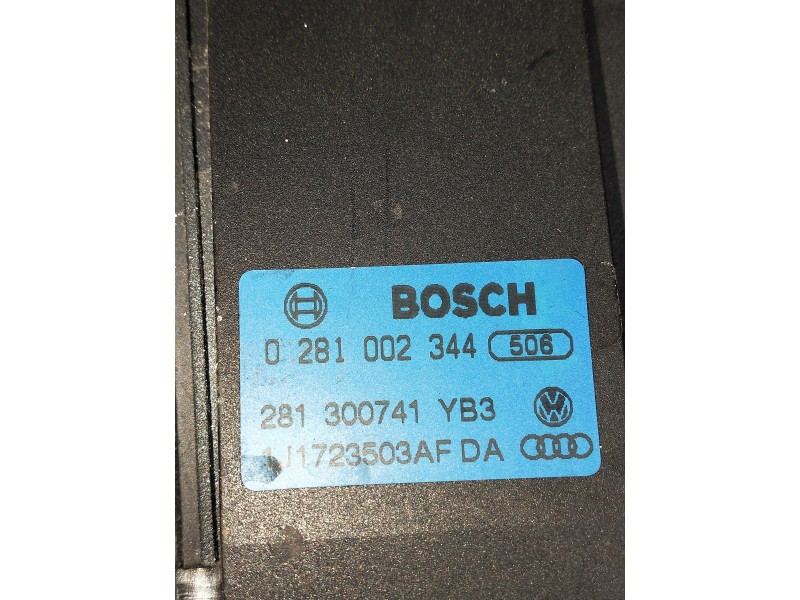 BOSCH
0 281 002 344 506
281 300741 YB3
1J1723503AF DA